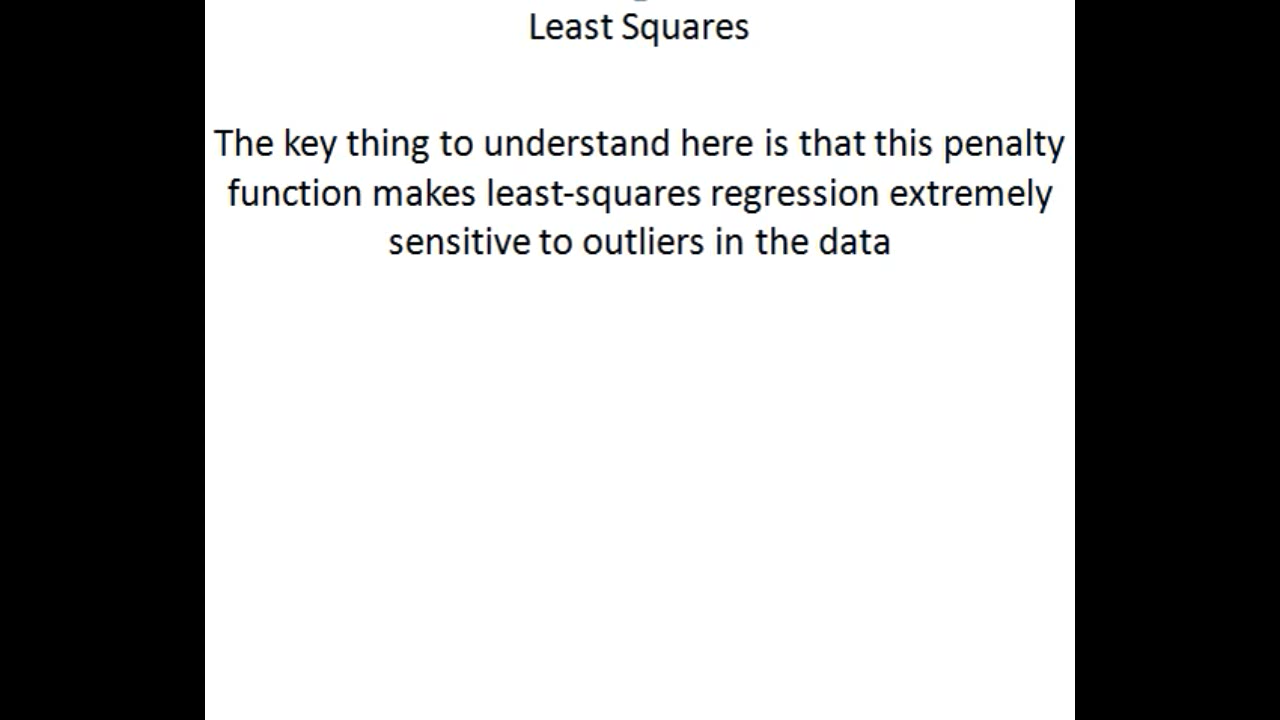 Least Squares
The key thing to understand here is that this penalty
function makes least-squares regression extremely
sensitive to outliers in the data